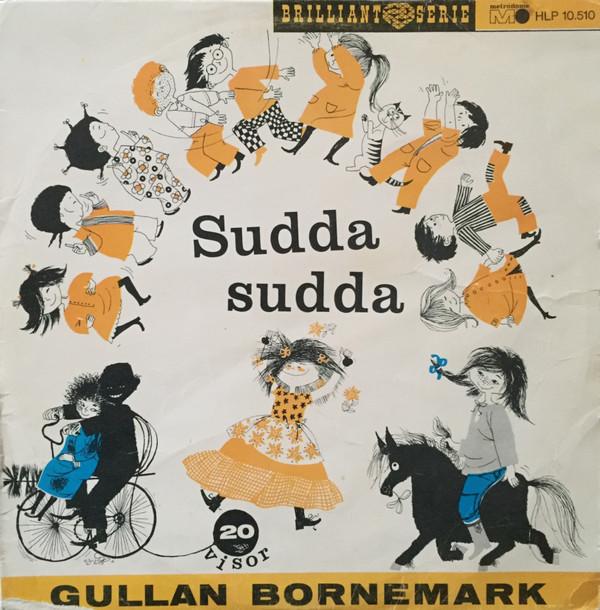 BRILLIANT SERIE
metronome
M HLP 10.510
Sudda
sudda
20
visor
GULLAN BORNEMARK